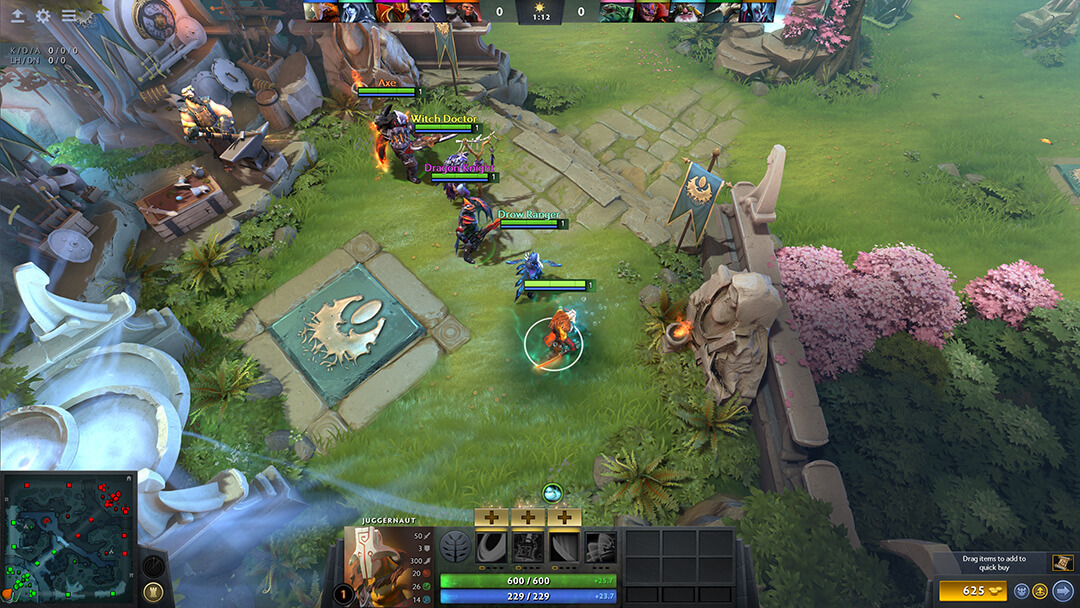 0 1:12 0
K / D / A 0 / 0 / 0
LH / DN 0 / 0
Axe
1
Witch Doctor
1
Dragon Knight
1
Drow Ranger
1
1
JUGGERNAUT
50
3
300
20
26
14
1
600 / 600 +25.7
229 / 229 +23.7
Drag items to add to
quick buy
625